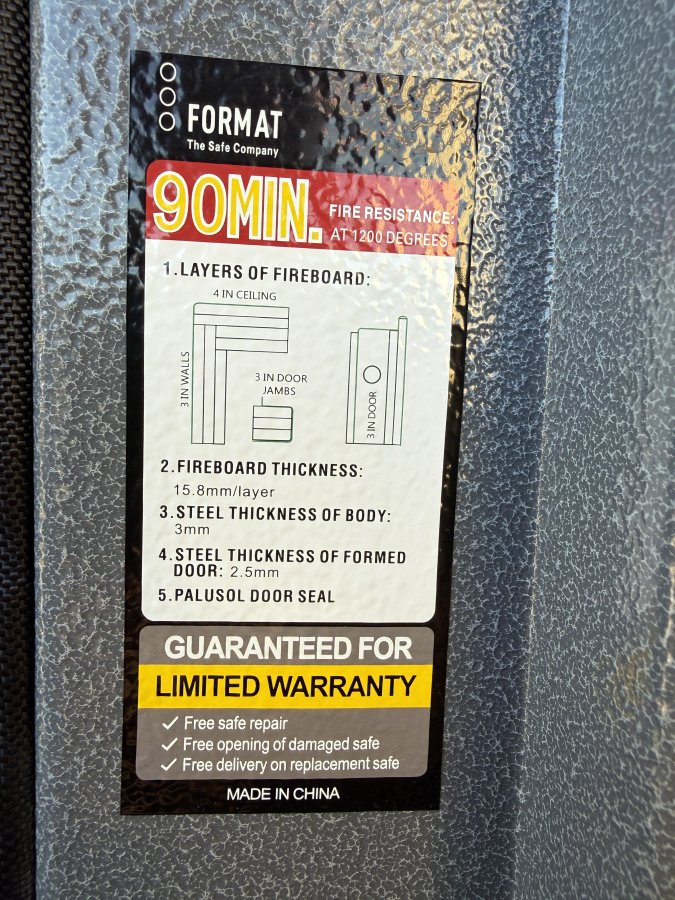 FORMAT
The Safe Company
90MIN. FIRE RESISTANCE:
AT 1200 DEGREES
1.LAYERS OF FIREBOARD:
4 IN CEILING
3 IN WALLS
3 IN DOOR
JAMBS
3 IN DOOR
2.FIREBOARD THICKNESS:
15.8mm/layer
3.STEEL THICKNESS OF BODY:
3mm
4.STEEL THICKNESS OF FORMED
DOOR: 2.5mm
5.PALUSOL DOOR SEAL
GUARANTEED FOR
LIMITED WARRANTY
✓ Free safe repair
✓ Free opening of damaged safe
✓ Free delivery on replacement safe
MADE IN CHINA